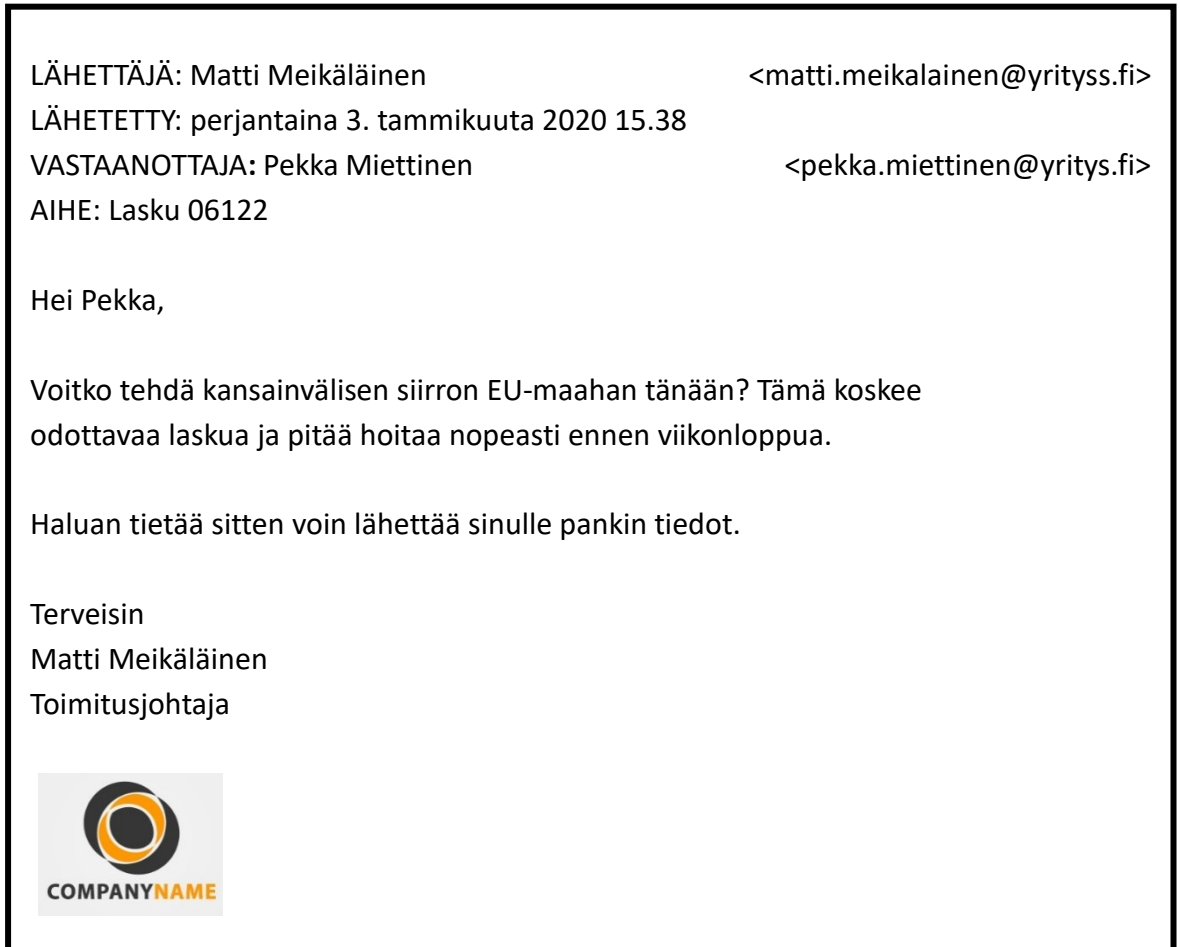 LÄHETTÄJÄ: Matti Meikäläinen <matti.meikalainen@yrityss.fi>
LÄHETETTY: perjantaina 3. tammikuuta 2020 15.38
VASTAANOTTAJA: Pekka Miettinen <pekka.miettinen@yritys.fi>
AIHE: Lasku 06122
Hei Pekka,
Voitko tehdä kansainvälisen siirron EU-maahan tänään? Tämä koskee
odottavaa laskua ja pitää hoitaa nopeasti ennen viikonloppua.
Haluan tietää sitten voin lähettää sinulle pankin tiedot.
Terveisin
Matti Meikäläinen
Toimitusjohtaja
COMPANYNAME